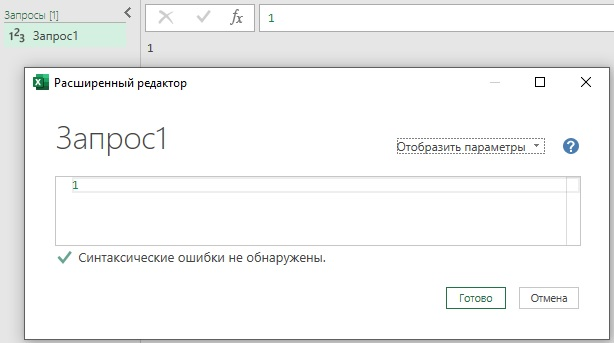 Запросы [1]
1²3 Запрос1
fx 1
1
Расширенный редактор
Запрос1
Отобразить параметры ?
1
Синтаксические ошибки не обнаружены.
Готово Отмена